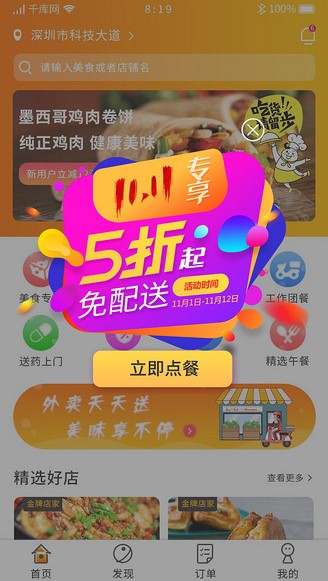 千库网
8:19
100%
深圳市科技大道
6
请输入美食或者店铺名
墨西哥鸡肉卷饼
纯正鸡肉 健康美味
新用户立减
吃货!
请留步
11.11
专享
5折起
免配送
活动时间
11月1日-11月12日
美食专
工作团餐
送药上门
精选午餐
立即点餐
外卖天天送
美味享不停
精选好店
查看更多
金牌店家
金牌店家
首页
发现
订单
我的